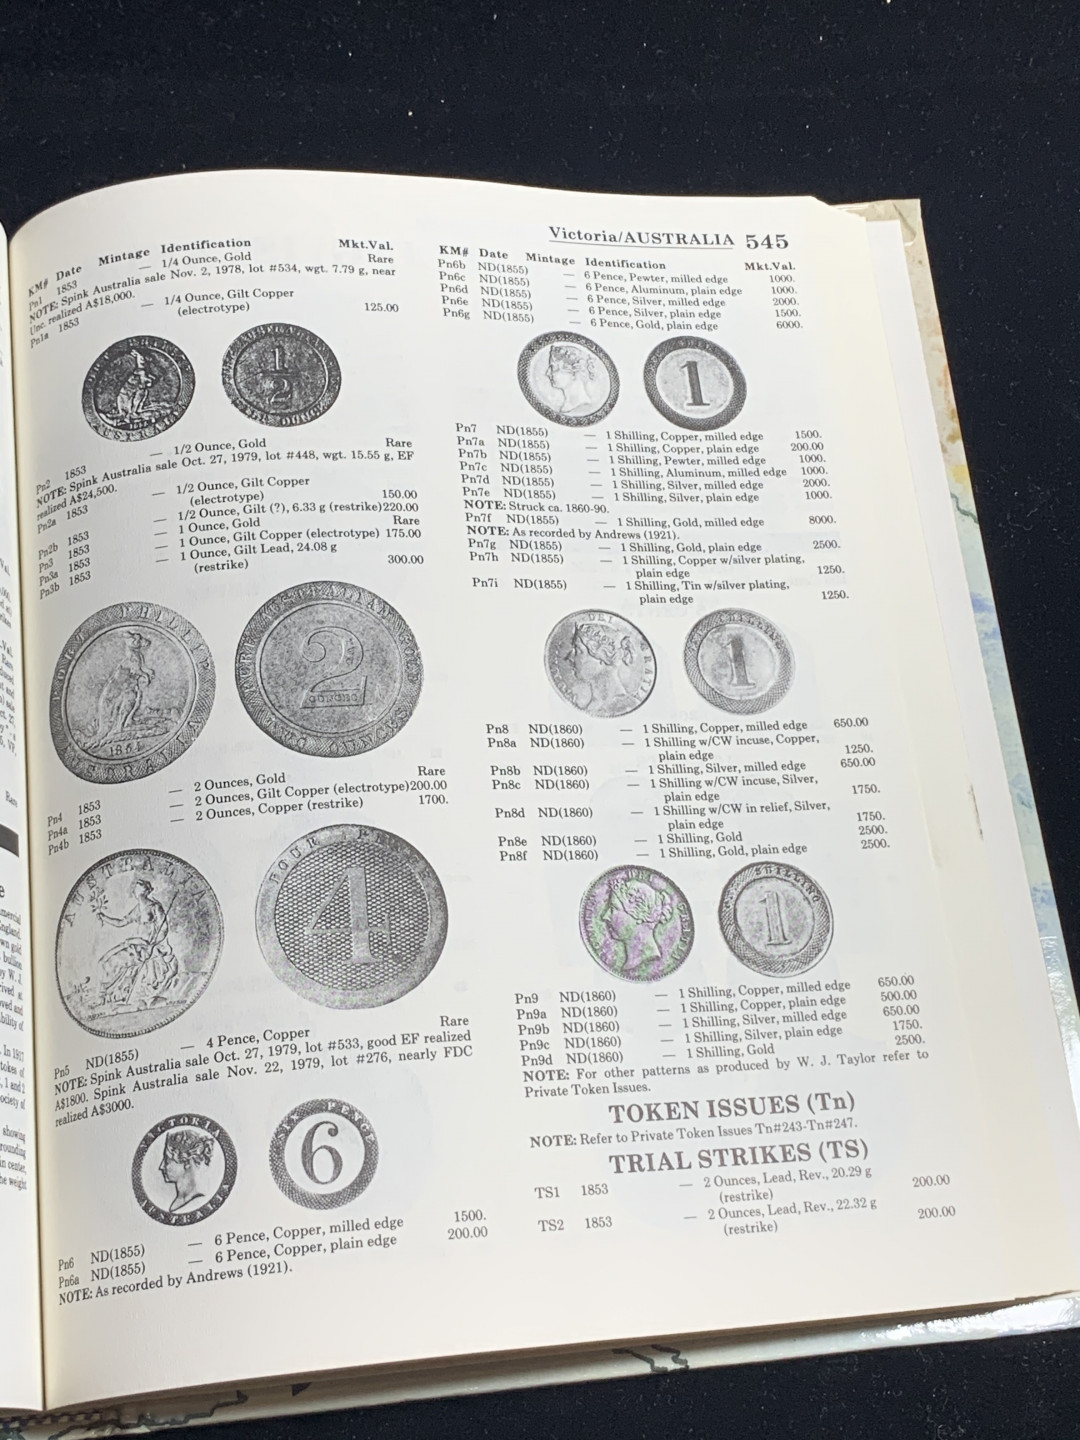 Victoria/AUSTRALIA 545
KM# Date Mintage Identification Mkt.Val.
Pn1 1853 — 1/4 Ounce, Gold Rare
NOTE: Spink Australia sale Nov. 2, 1978, lot #534, wgt. 7.79 g, near
Unc. realized A$18,000.
Pn1a 1853 — 1/4 Ounce, Gilt Copper
(electrotype) 125.00
PORT PHILLIP
AUSTRALIA
1/2
Pn2 1853 — 1/2 Ounce, Gold Rare
NOTE: Spink Australia sale Oct. 27, 1979, lot #448, wgt. 15.55 g, EF
realized A$24,500.
Pn2a 1853 — 1/2 Ounce, Gilt Copper
(electrotype) 150.00
Pn2b 1853 — 1/2 Ounce, Gilt (?), 6.33 g (restrike) 220.00
Pn3 1853 — 1 Ounce, Gold Rare
Pn3a 1853 — 1 Ounce, Gilt Copper (electrotype) 175.00
Pn3b 1853 — 1 Ounce, Gilt Lead, 24.08 g
(restrike) 300.00
PORT PHILLIP
AUSTRALIA
2
OUNCES
Pn4 1853 — 2 Ounces, Gold Rare
Pn4a 1853 — 2 Ounces, Gilt Copper (electrotype) 200.00
Pn4b 1853 — 2 Ounces, Copper (restrike) 1700.
AUSTRALIA
FOUR PENCE
4
Pn5 ND(1855) — 4 Pence, Copper Rare
NOTE: Spink Australia sale Oct. 27, 1979, lot #533, good EF realized
A$1800. Spink Australia sale Nov. 22, 1979, lot #276, nearly FDC
realized A$3000.
VICTORIA
AUSTRALIA
SIX PENCE
6
Pn6 ND(1855) — 6 Pence, Copper, milled edge 1500.
Pn6a ND(1855) — 6 Pence, Copper, plain edge 200.00
NOTE: As recorded by Andrews (1921).
KM# Date Mintage Identification Mkt.Val.
Pn6b ND(1855) — 6 Pence, Pewter, milled edge 1000.
Pn6c ND(1855) — 6 Pence, Aluminum, plain edge 1000.
Pn6d ND(1855) — 6 Pence, Silver, milled edge 2000.
Pn6e ND(1855) — 6 Pence, Silver, plain edge 1500.
Pn6g ND(1855) — 6 Pence, Gold, plain edge 6000.
1
Pn7 ND(1855) — 1 Shilling, Copper, milled edge 1500.
Pn7a ND(1855) — 1 Shilling, Copper, plain edge 200.00
Pn7b ND(1855) — 1 Shilling, Pewter, milled edge 1000.
Pn7c ND(1855) — 1 Shilling, Aluminum, milled edge 1000.
Pn7d ND(1855) — 1 Shilling, Silver, milled edge 2000.
Pn7e ND(1855) — 1 Shilling, Silver, plain edge 1000.
NOTE: Struck ca. 1860-90.
Pn7f ND(1855) — 1 Shilling, Gold, milled edge 8000.
NOTE: As recorded by Andrews (1921).
Pn7g ND(1855) — 1 Shilling, Gold, plain edge 2500.
Pn7h ND(1855) — 1 Shilling, Copper w/silver plating,
plain edge 1250.
Pn7i ND(1855) — 1 Shilling, Tin w/silver plating,
plain edge 1250.
DEI GRATIA
1
Pn8 ND(1860) — 1 Shilling, Copper, milled edge 650.00
Pn8a ND(1860) — 1 Shilling w/CW incuse, Copper,
plain edge 1250.
Pn8b ND(1860) — 1 Shilling, Silver, milled edge 650.00
Pn8c ND(1860) — 1 Shilling w/CW incuse, Silver,
plain edge 1750.
Pn8d ND(1860) — 1 Shilling w/CW in relief, Silver,
plain edge 1750.
Pn8e ND(1860) — 1 Shilling, Gold 2500.
Pn8f ND(1860) — 1 Shilling, Gold, plain edge 2500.
DEI GRATIA
SHILLING
1
Pn9 ND(1860) — 1 Shilling, Copper, milled edge 650.00
Pn9a ND(1860) — 1 Shilling, Copper, plain edge 500.00
Pn9b ND(1860) — 1 Shilling, Silver, milled edge 650.00
Pn9c ND(1860) — 1 Shilling, Silver, plain edge 1750.
Pn9d ND(1860) — 1 Shilling, Gold 2500.
NOTE: For other patterns as produced by W. J. Taylor refer to
Private Token Issues.
TOKEN ISSUES (Tn)
NOTE: Refer to Private Token Issues Tn#243-Tn#247.
TRIAL STRIKES (TS)
TS1 1853 — 2 Ounces, Lead, Rev., 20.29 g
(restrike) 200.00
TS2 1853 — 2 Ounces, Lead, Rev., 22.32 g
(restrike) 200.00